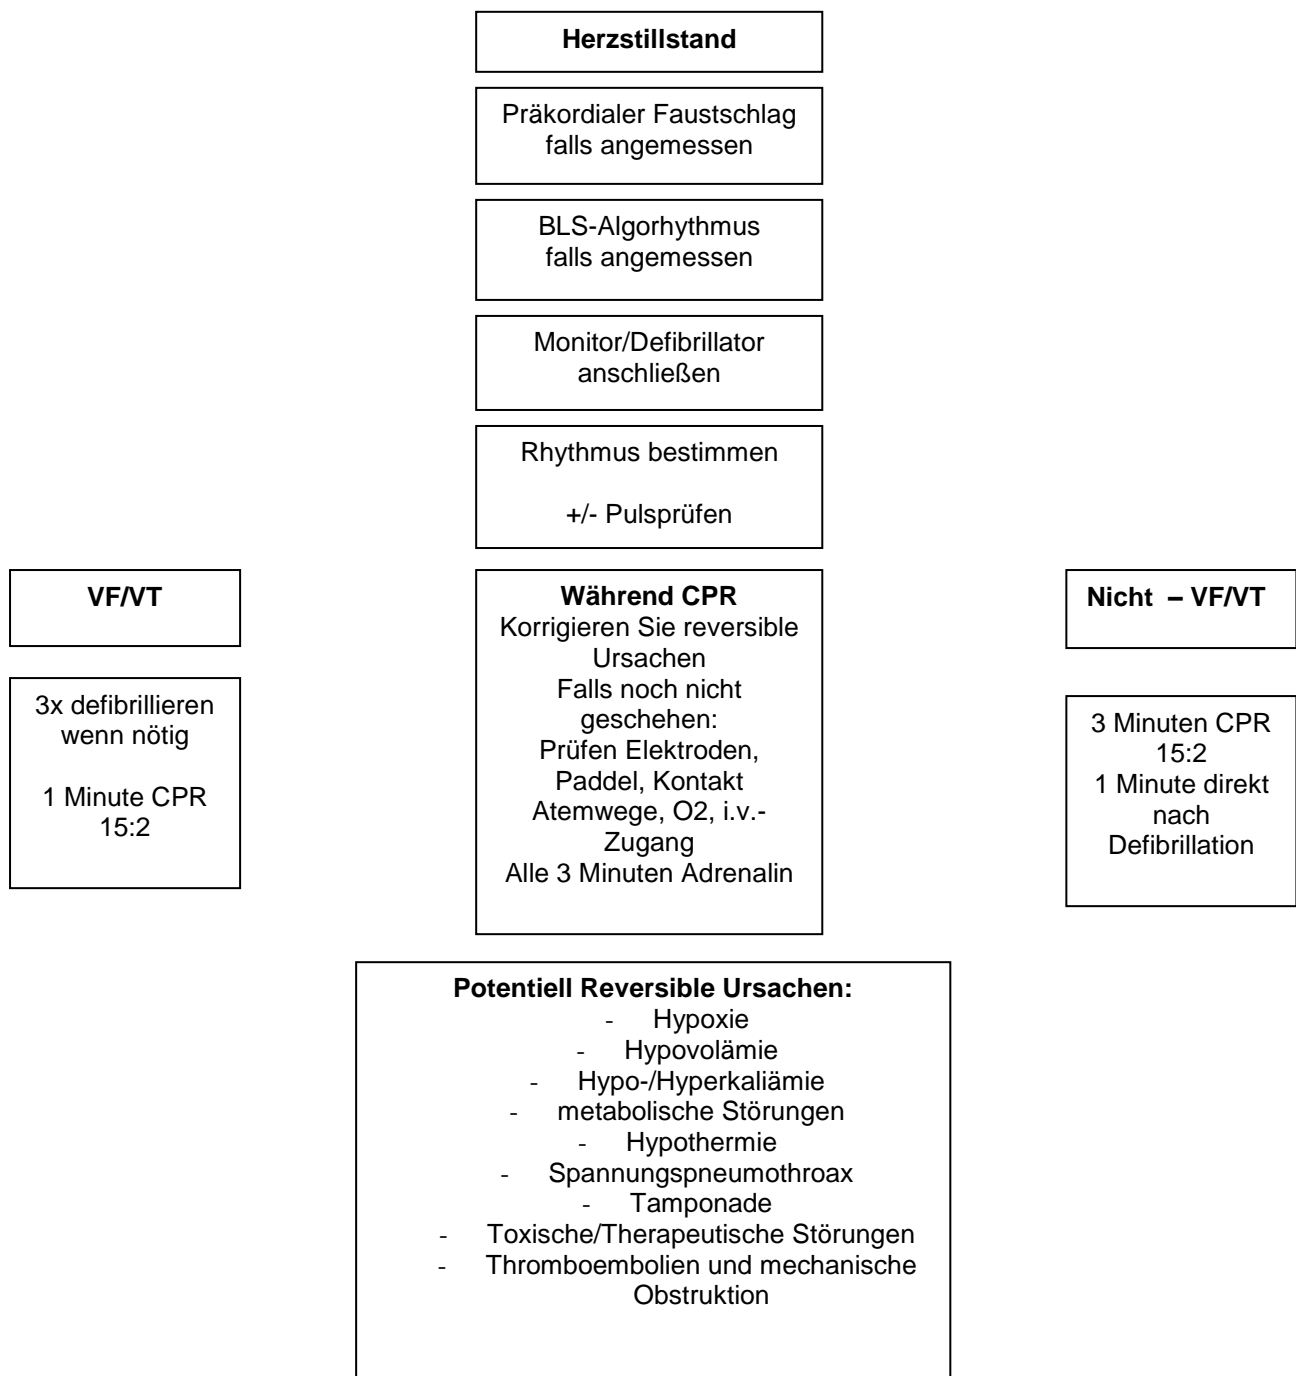 Herzstillstand
Präkordialer Faustschlag
falls angemessen
BLS-Algorhythmus
falls angemessen
Monitor/Defibrillator
anschließen
Rhythmus bestimmen
+/- Pulsprüfen
VF/VT
3x defibrillieren
wenn nötig
1 Minute CPR
15:2
Während CPR
Korrigieren Sie reversible
Ursachen
Falls noch nicht
geschehen:
Prüfen Elektroden,
Paddel, Kontakt
Atemwege, O2, i.v.-
Zugang
Alle 3 Minuten Adrenalin
Nicht – VF/VT
3 Minuten CPR
15:2
1 Minute direkt
nach
Defibrillation
Potentiell Reversible Ursachen:
- Hypoxie
- Hypovolämie
- Hypo-/Hyperkaliämie
- metabolische Störungen
- Hypothermie
- Spannungspneumothroax
- Tamponade
- Toxische/Therapeutische Störungen
- Thromboembolien und mechanische
Obstruktion